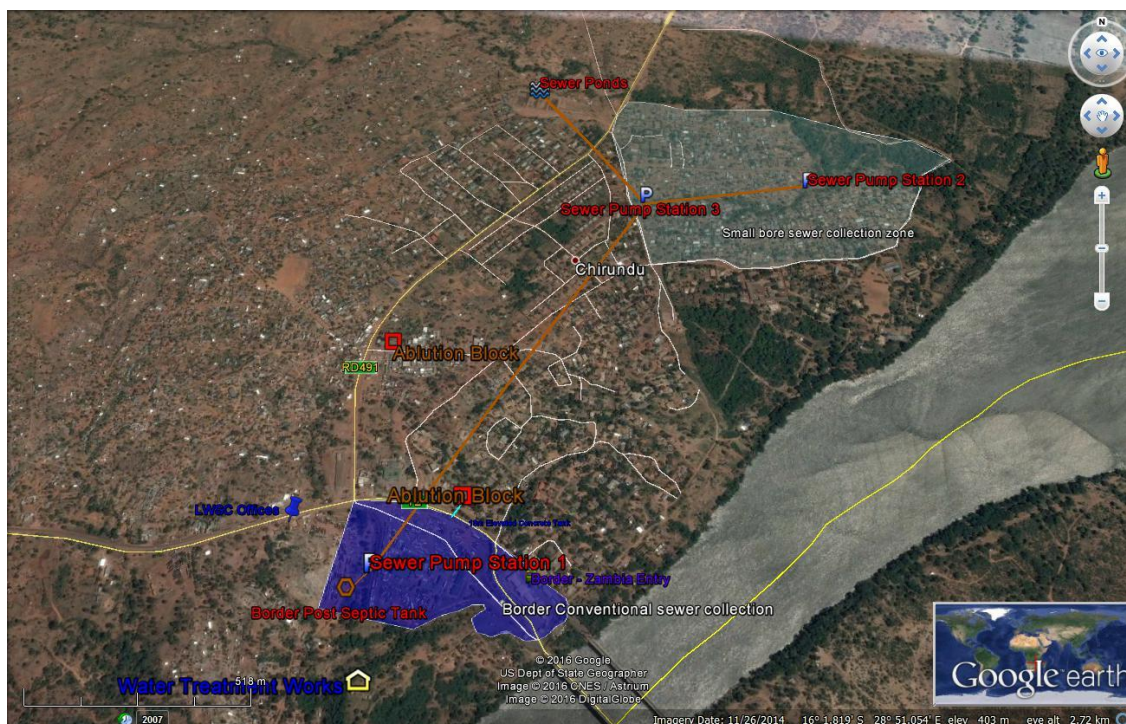 N
Sewer Ponds
Sewer Pump Station 2
P
Sewer Pump Station 3
Small bore sewer collection zone
Chirundu
Ablution Block
RD491
Ablution Block
LWSC Offices
Elevated Concrete Tank
Sewer Pump Station 1
Border - Zambia Entry
Border Post Septic Tank
Border Conventional sewer collection
© 2016 Google
US Dept of State Geographer
Image © 2016 CNES / Astrium
Image © 2016 DigitalGlobe
Water Treatment Works
518 m
Google earth
2007
Imagery Date: 11/26/2014 16° 1.819' S 28° 51.054' E elev 403 m eye alt 2.72 km